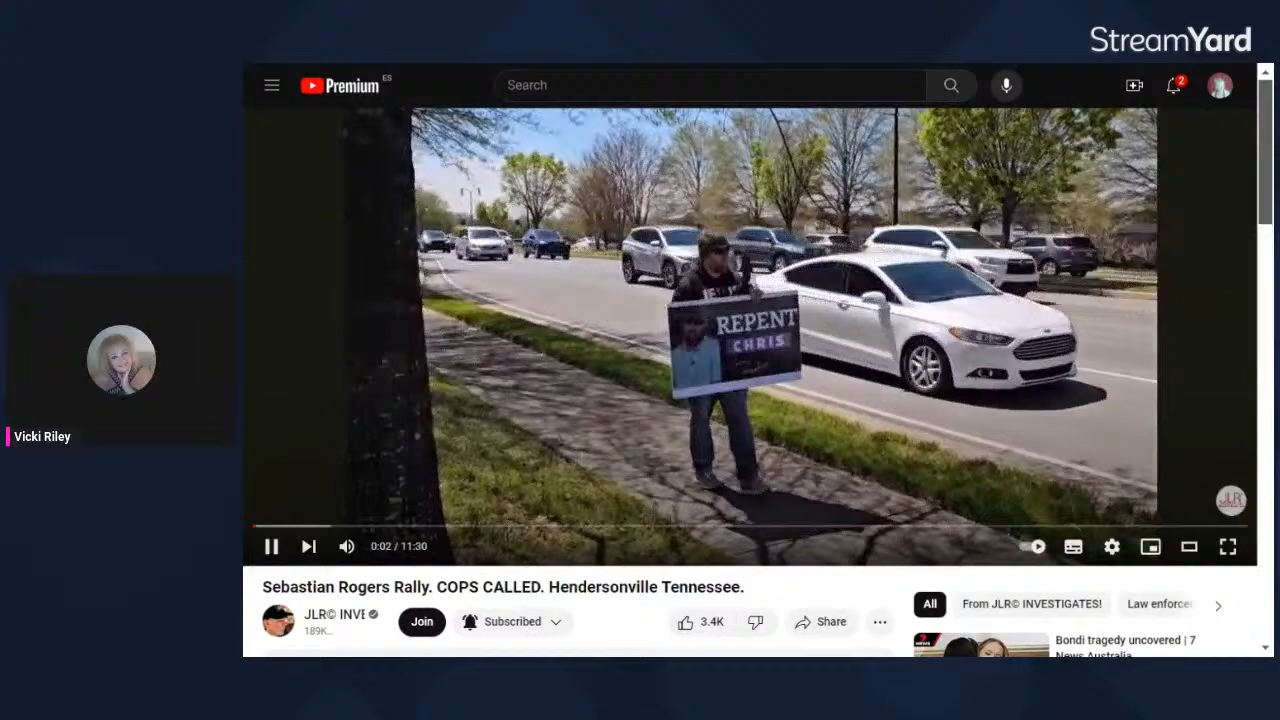 StreamYard
Premium ES
Search
2
REPENT
CHRIS
JLR
Vicki Riley
0:02 / 11:30
Sebastian Rogers Rally. COPS CALLED. Hendersonville Tennessee.
JLR© INVE
189K...
Join
Subscribed
3.4K
Share
All
From JLR© INVESTIGATES!
Law enforce
Bondi tragedy uncovered | 7
News Australia